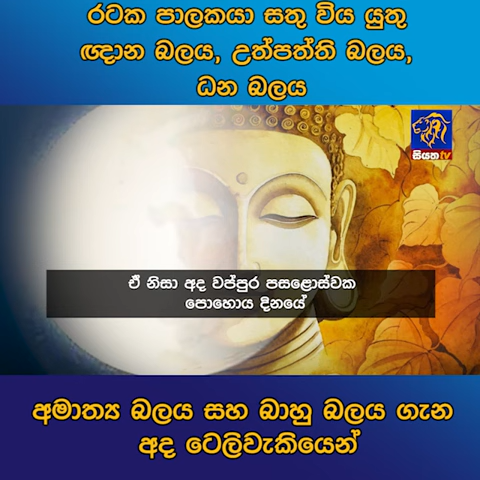 රටක පාලකයා සතු විය යුතු
ඥාන බලය, උත්පත්ති බලය,
ධන බලය
සියත tv
ඒ නිසා අද වප්පුර පසළොස්වක
පොහොය දිනයේ
අමාත්‍ය බලය සහ බාහු බලය ගැන
අද ටෙලිවැකියෙන්